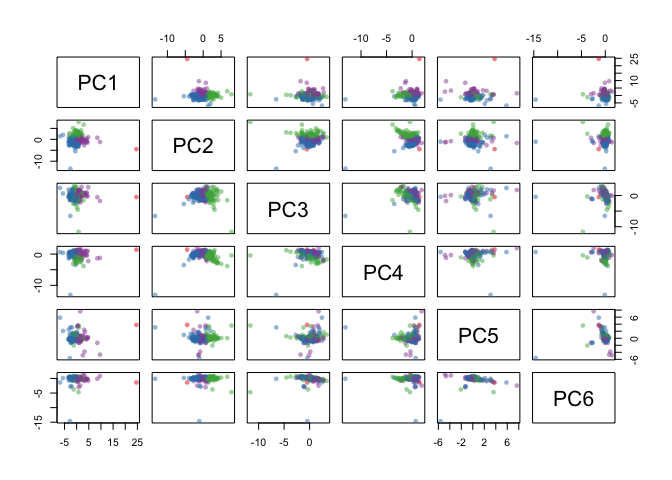 -10 0 5
-10 -5 0
-15 -5 0
PC1
-5 5 10 25
-10 0
PC2
PC3
-10 0
-10 0
PC4
PC5
-6 -2 2 6
-15 -5
PC6
-5 5 15 25
-10 -5 0
-6 -2 2 6